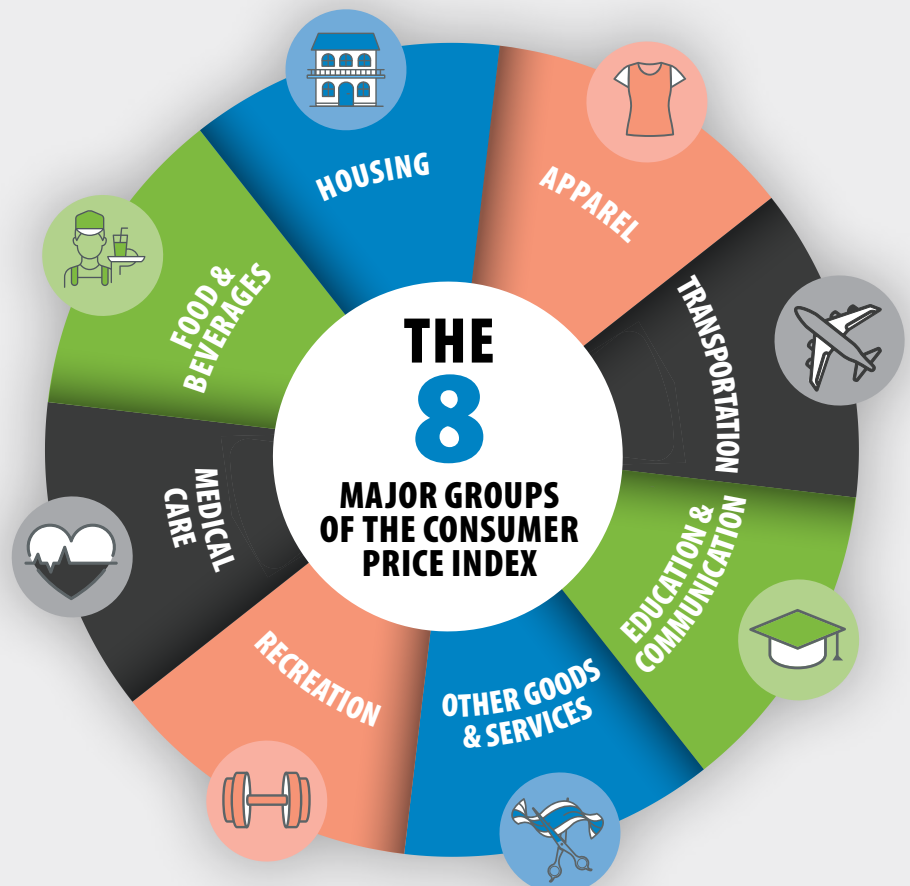 THE
8
MAJOR GROUPS
OF THE CONSUMER
PRICE INDEX
HOUSING
APPAREL
TRANSPORTATION
EDUCATION &
COMMUNICATION
OTHER GOODS
& SERVICES
RECREATION
MEDICAL
CARE
FOOD &
BEVERAGES